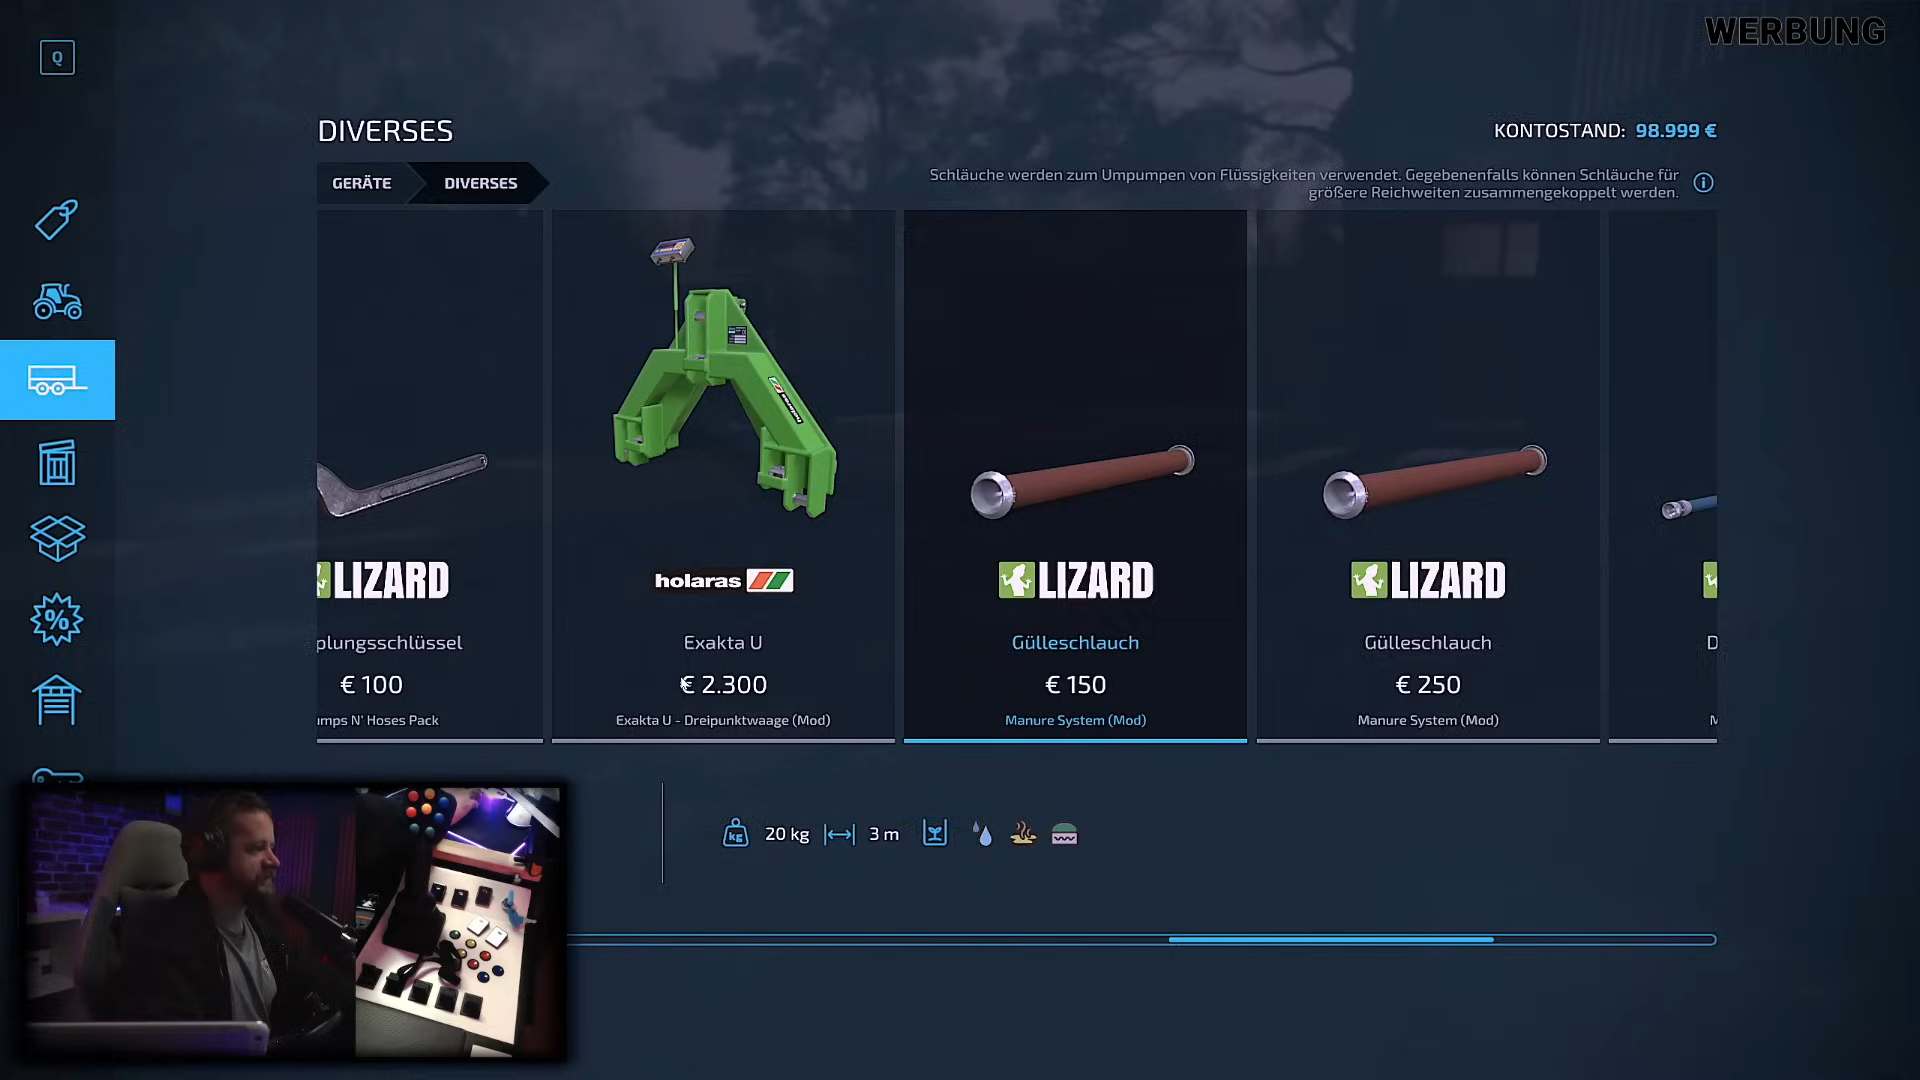 WERBUNG
Q
DIVERSES
KONTOSTAND: 98.999 €
GERÄTE
DIVERSES
Schläuche werden zum Umpumpen von Flüssigkeiten verwendet. Gegebenenfalls können Schläuche für
größere Reichweiten zusammengekoppelt werden.
LIZARD
plungsschlüssel
€ 100
umps N' Hoses Pack
holaras
Exakta U
€ 2.300
Exakta U - Dreipunktwaage (Mod)
LIZARD
Gülleschlauch
€ 150
Manure System (Mod)
LIZARD
Gülleschlauch
€ 250
Manure System (Mod)
D
M
%
kg
20 kg
3 m